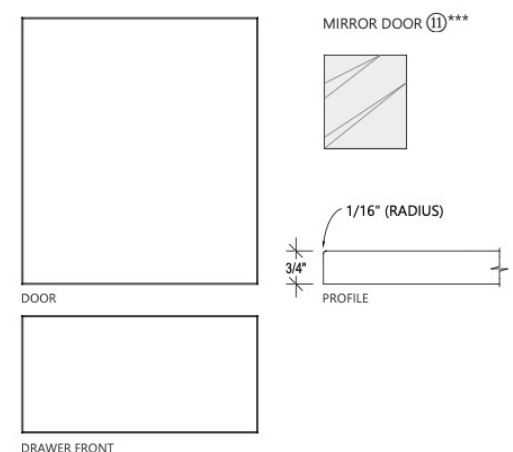 MIRROR DOOR ⑪***
1/16" (RADIUS)
3/4"
DOOR
PROFILE
DRAWER FRONT